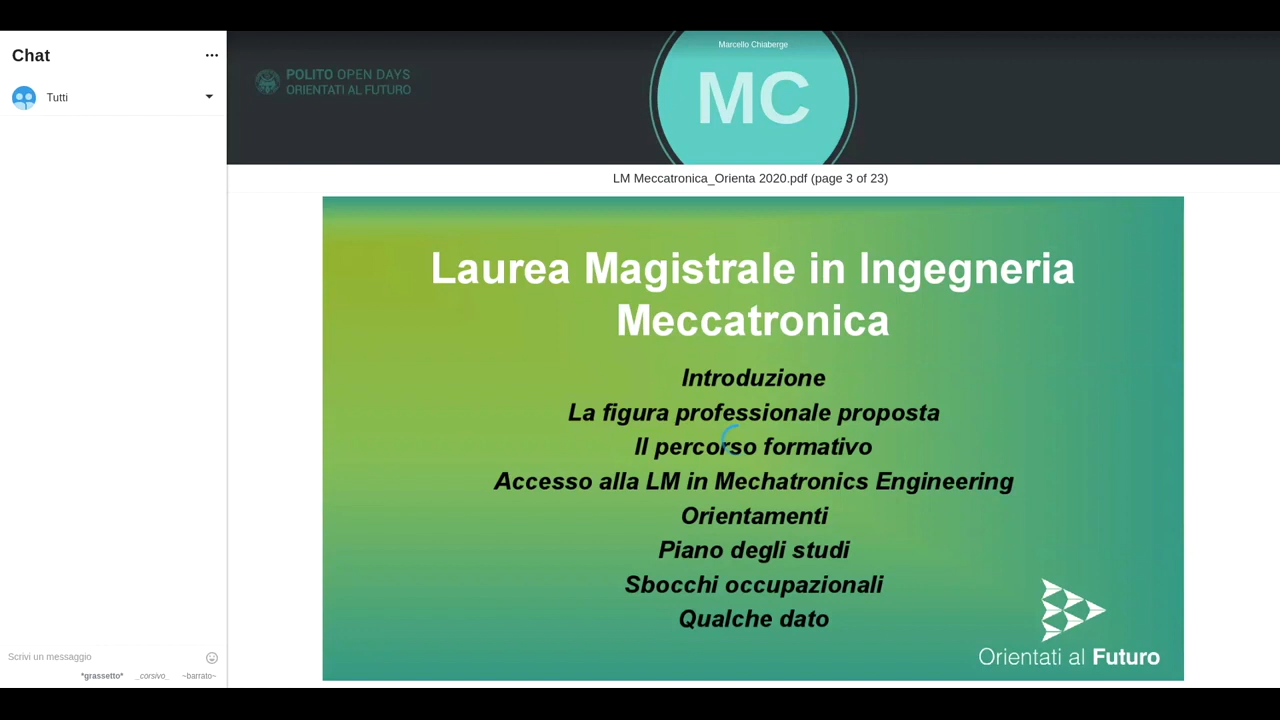 Chat
Tutti
Scrivi un messaggio
*grassetto* _corsivo_ ~barrato~
POLITO OPEN DAYS
ORIENTATI AL FUTURO
Marcello Chiaberge
MC
LM Meccatronica_Orienta 2020.pdf (page 3 of 23)
Laurea Magistrale in Ingegneria
Meccatronica
Introduzione
La figura professionale proposta
Il percorso formativo
Accesso alla LM in Mechatronics Engineering
Orientamenti
Piano degli studi
Sbocchi occupazionali
Qualche dato
Orientati al Futuro